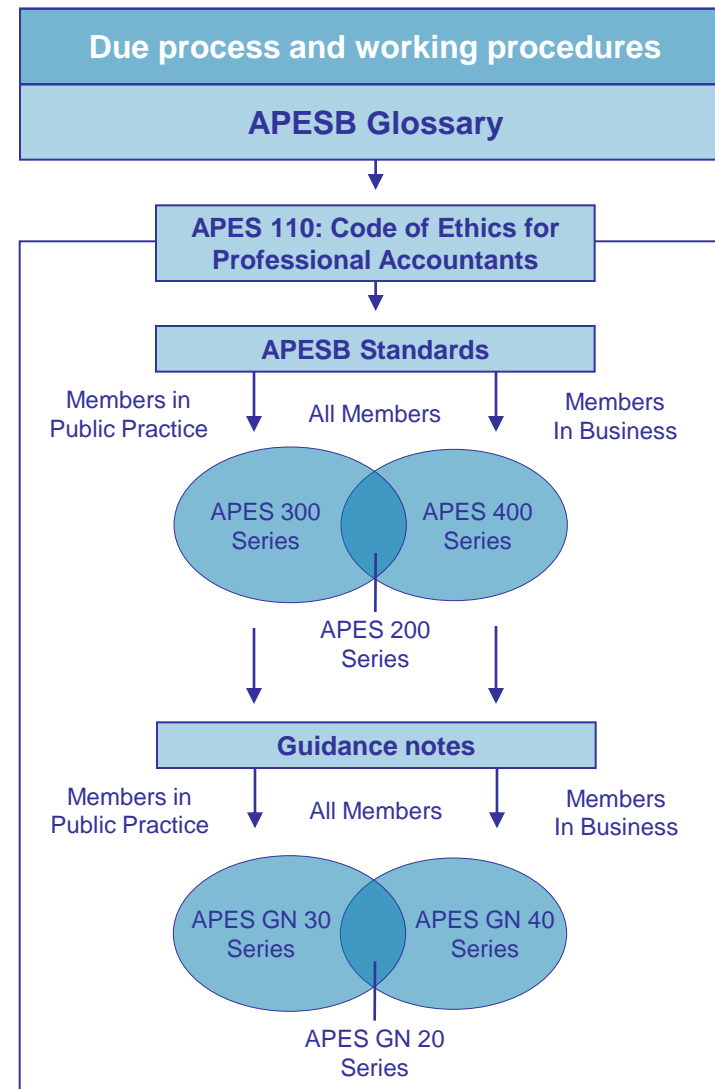 Due process and working procedures
APESB Glossary
APES 110: Code of Ethics for
Professional Accountants
APESB Standards
Members in
Public Practice
All Members
Members
In Business
APES 300
Series
APES 400
Series
APES 200
Series
Guidance notes
Members in
Public Practice
All Members
Members
In Business
APES GN 30
Series
APES GN 40
Series
APES GN 20
Series